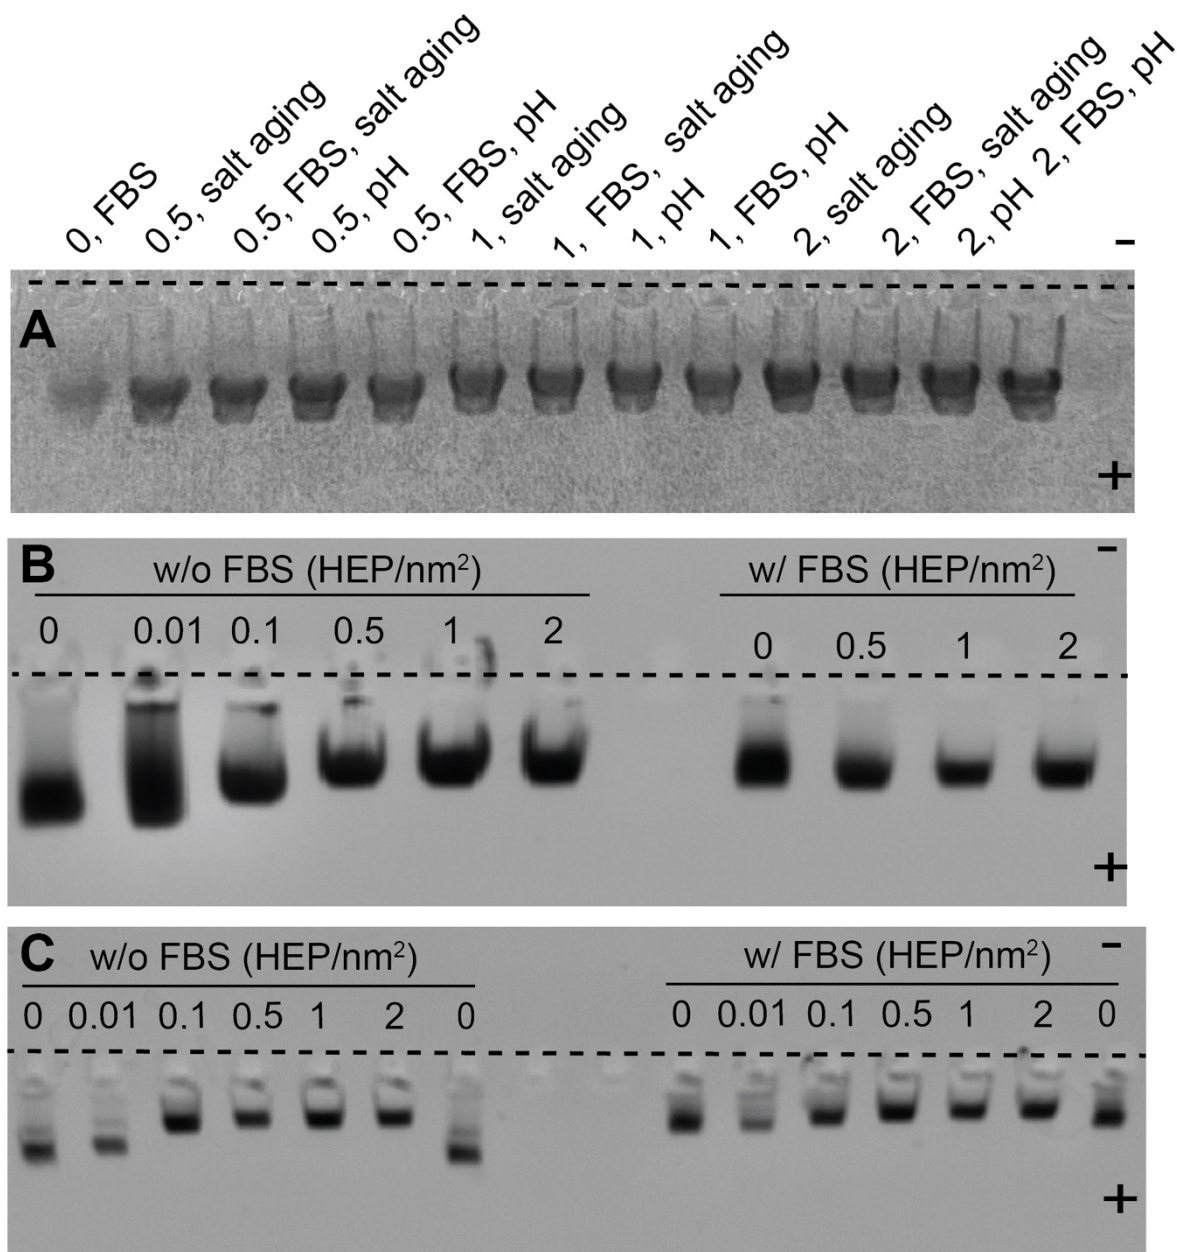 0, FBS
0.5, salt aging
0.5, FBS, salt aging
0.5, pH
0.5, FBS, pH
1, salt aging
1, FBS, salt aging
1, pH
1, FBS, pH
2, salt aging
2, FBS, salt aging
2, pH
2, FBS, pH
–
A
+
B w/o FBS (HEP/nm²) w/ FBS (HEP/nm²) –
0 0.01 0.1 0.5 1 2 0 0.5 1 2
+
C w/o FBS (HEP/nm²) w/ FBS (HEP/nm²) –
0 0.01 0.1 0.5 1 2 0 0 0.01 0.1 0.5 1 2 0
+